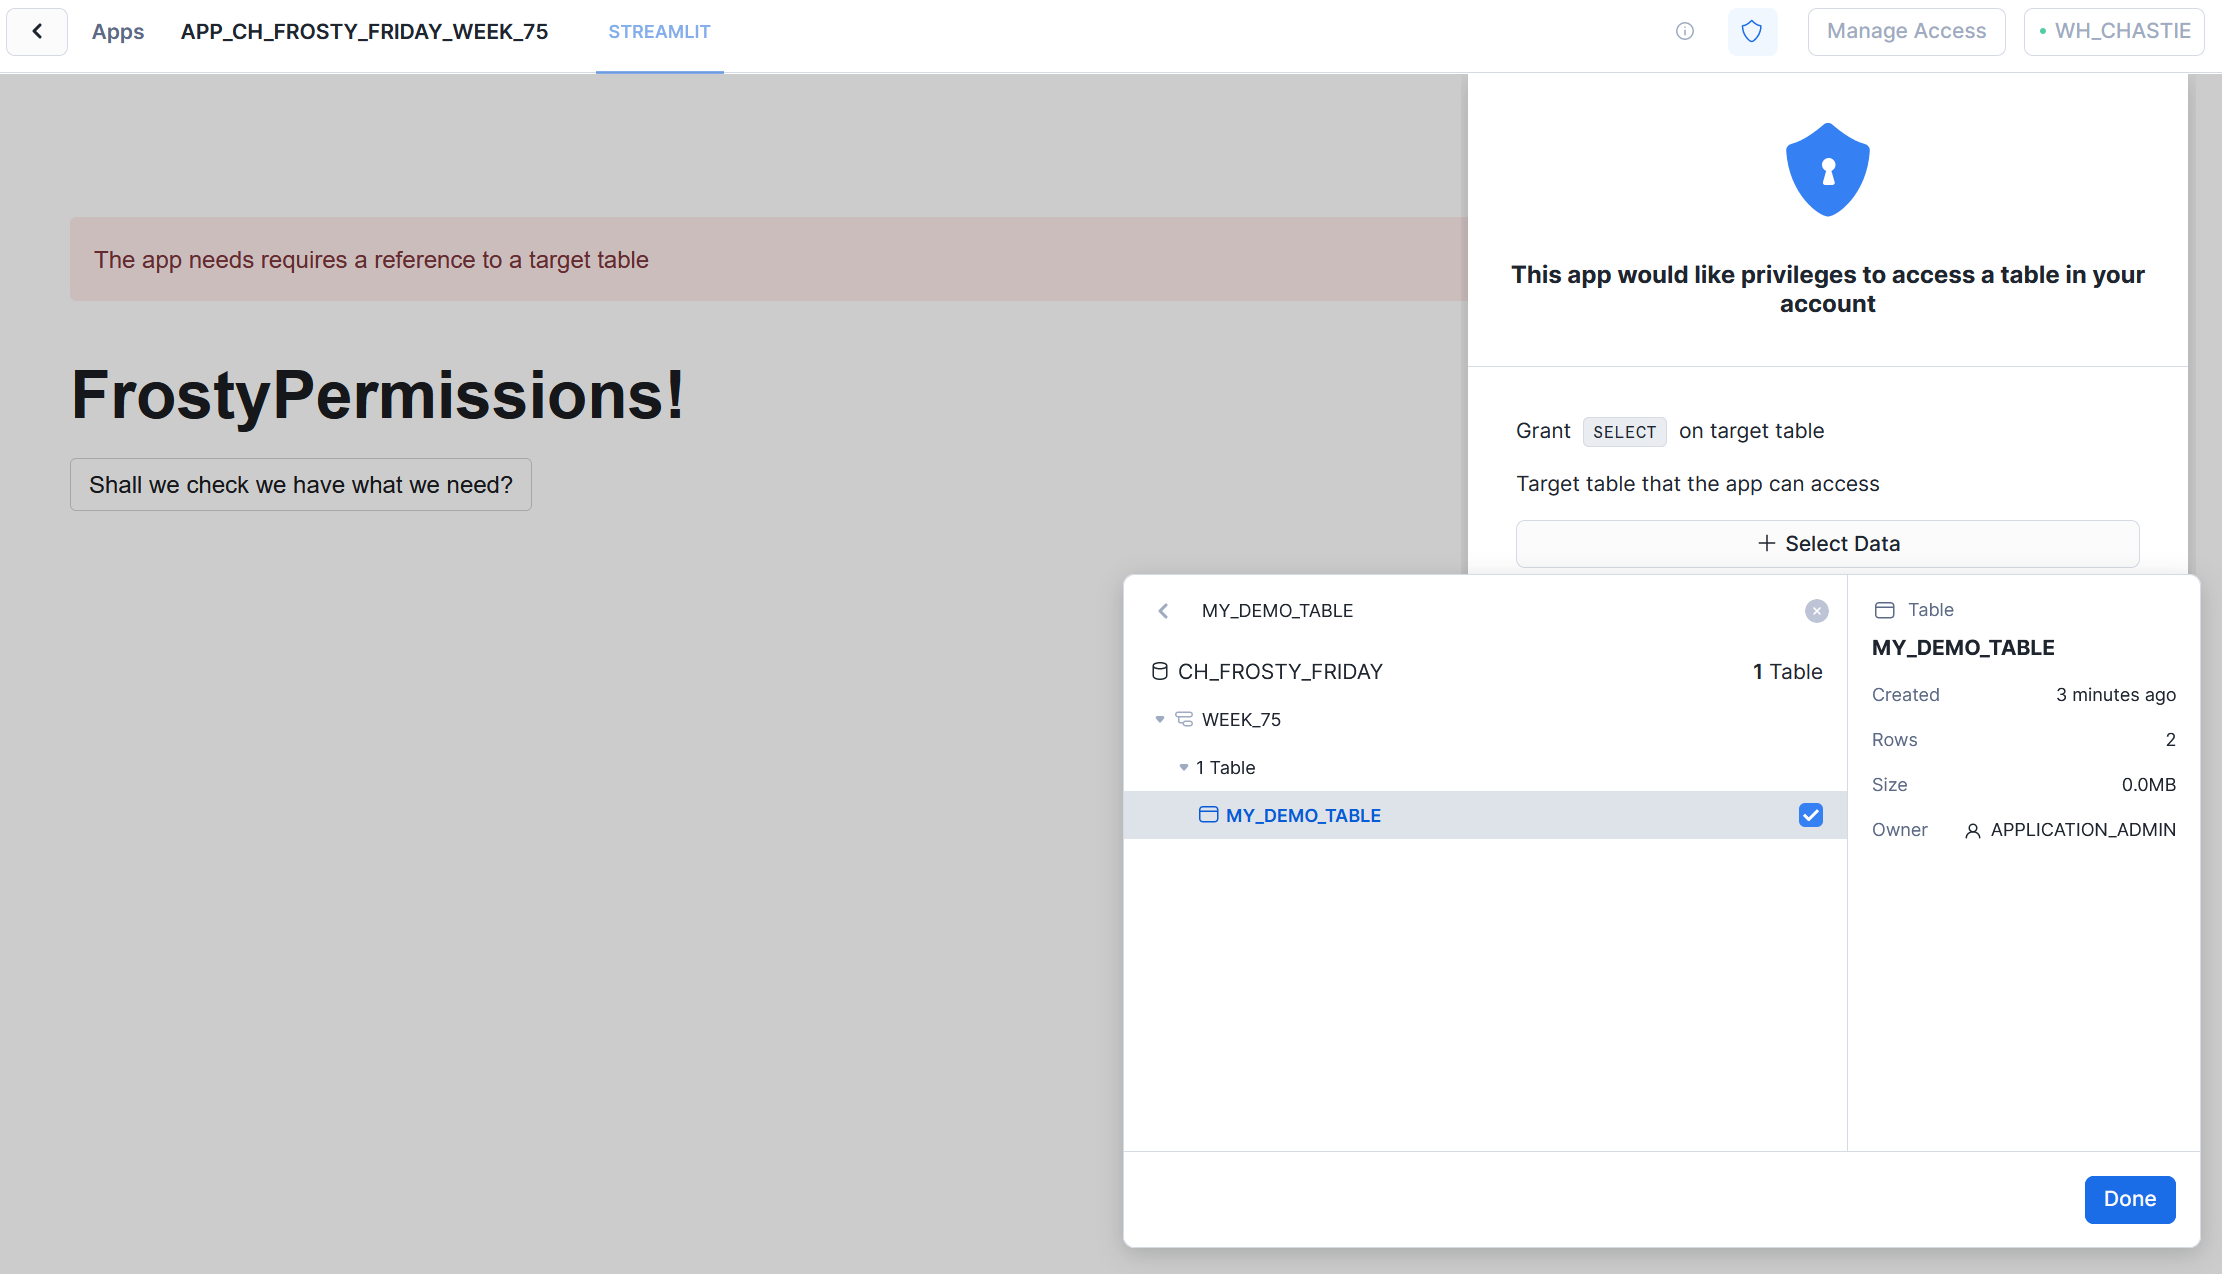 Apps APP_CH_FROSTY_FRIDAY_WEEK_75 STREAMLIT Manage Access WH_CHASTIE
The app needs requires a reference to a target table
FrostyPermissions!
Shall we check we have what we need?
This app would like privileges to access a table in your
account
Grant SELECT on target table
Target table that the app can access
Select Data
MY_DEMO_TABLE
CH_FROSTY_FRIDAY 1 Table
WEEK_75
1 Table
MY_DEMO_TABLE
Table
MY_DEMO_TABLE
Created 3 minutes ago
Rows 2
Size 0.0MB
Owner APPLICATION_ADMIN
Done